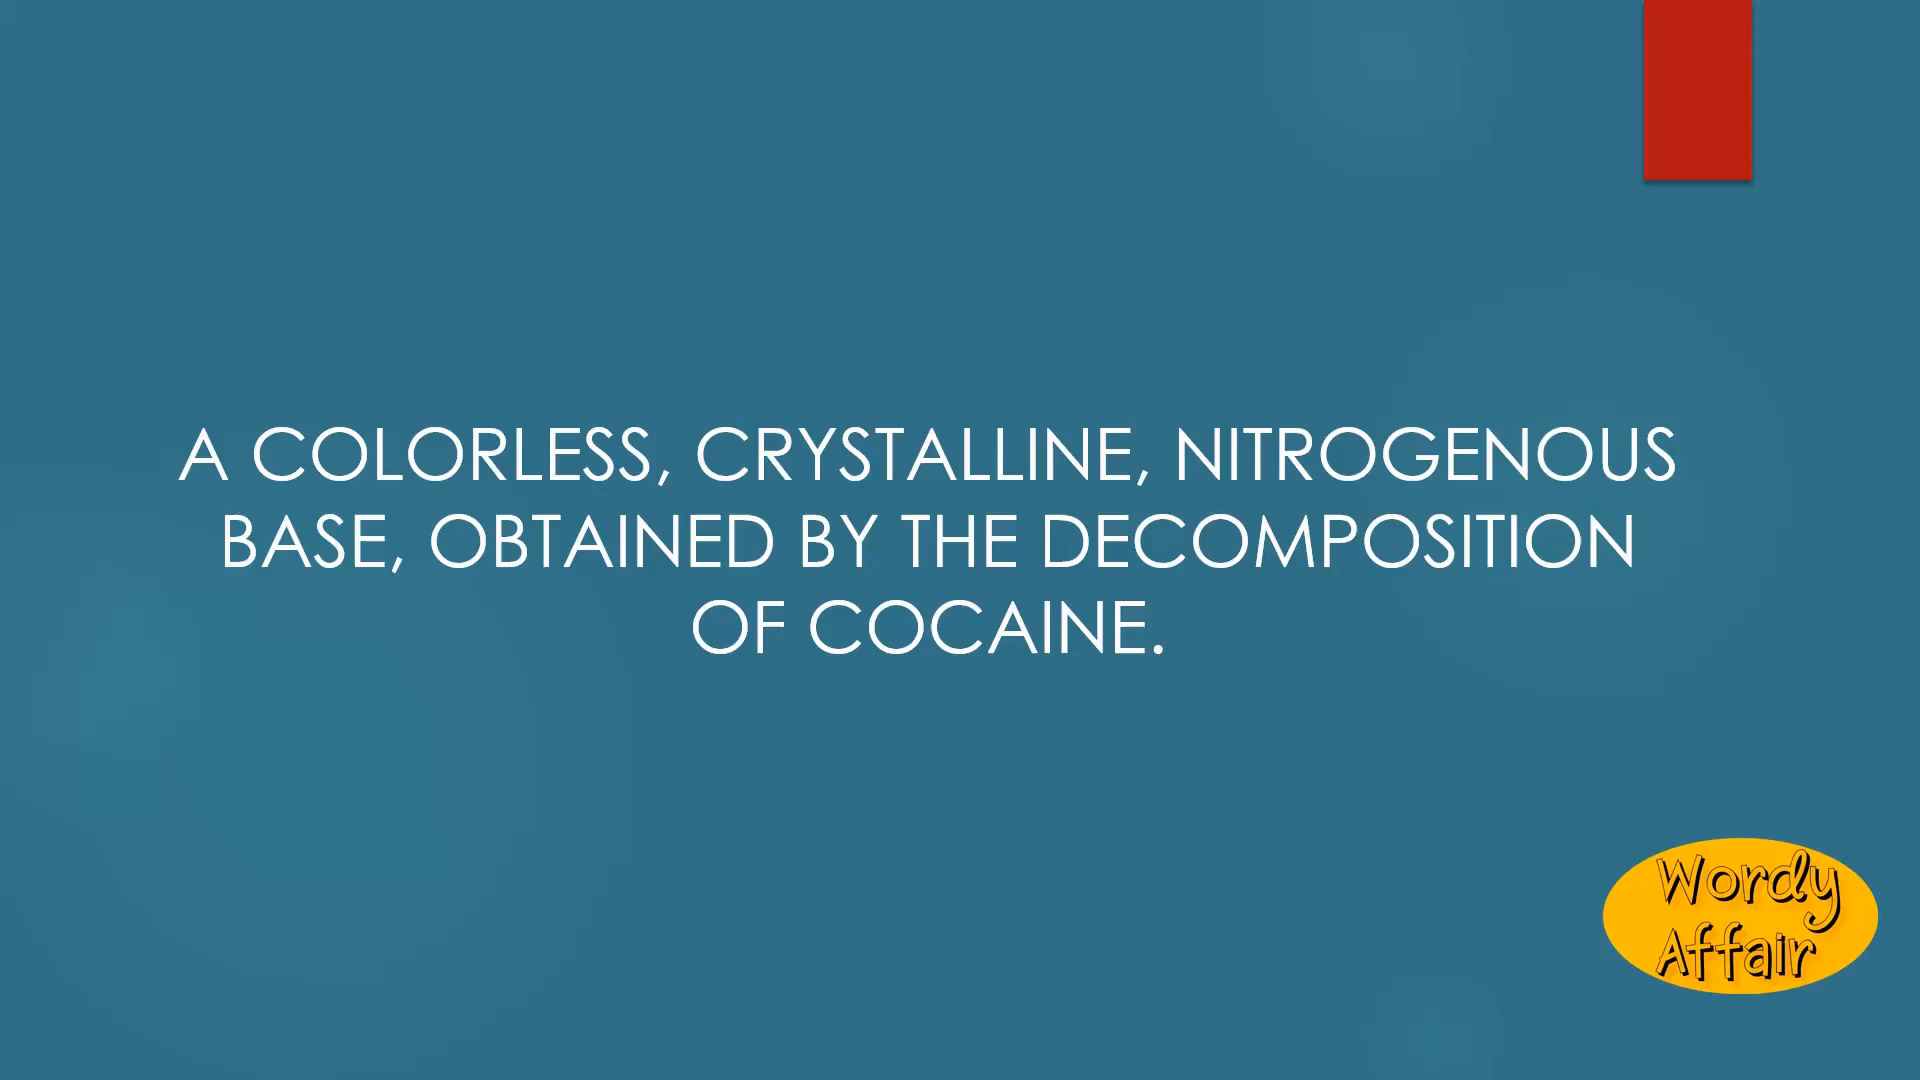 A COLORLESS, CRYSTALLINE, NITROGENOUS
BASE, OBTAINED BY THE DECOMPOSITION
OF COCAINE.
Wordy
Affair